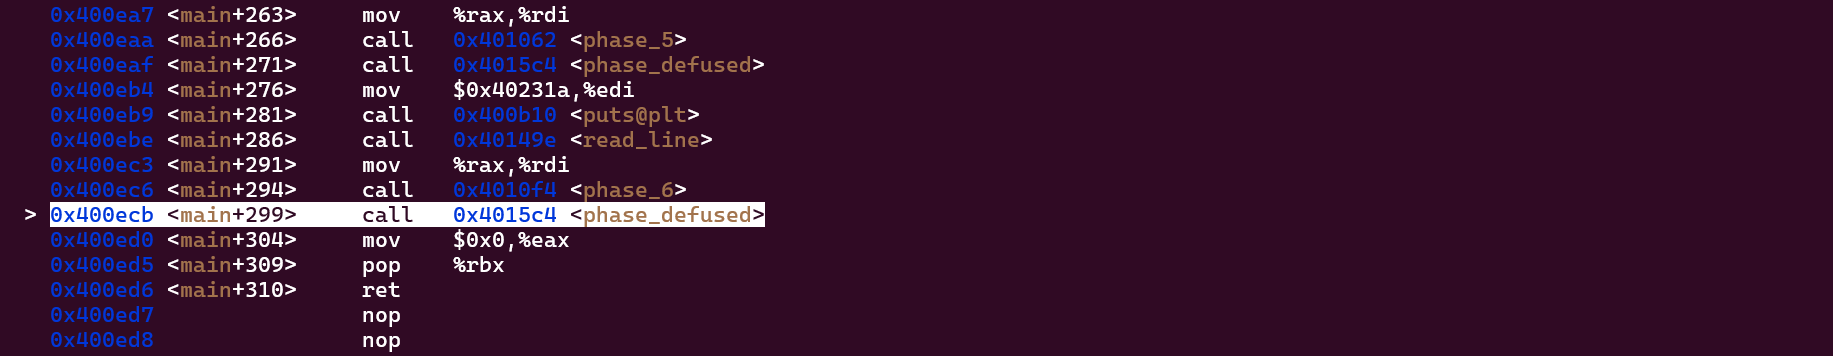 0x400ea7 <main+263> mov %rax,%rdi
0x400eaa <main+266> call 0x401062 <phase_5>
0x400eaf <main+271> call 0x4015c4 <phase_defused>
0x400eb4 <main+276> mov $0x40231a,%edi
0x400eb9 <main+281> call 0x400b10 <puts@plt>
0x400ebe <main+286> call 0x40149e <read_line>
0x400ec3 <main+291> mov %rax,%rdi
0x400ec6 <main+294> call 0x4010f4 <phase_6>
> 0x400ecb <main+299> call 0x4015c4 <phase_defused>
0x400ed0 <main+304> mov $0x0,%eax
0x400ed5 <main+309> pop %rbx
0x400ed6 <main+310> ret
0x400ed7 nop
0x400ed8 nop